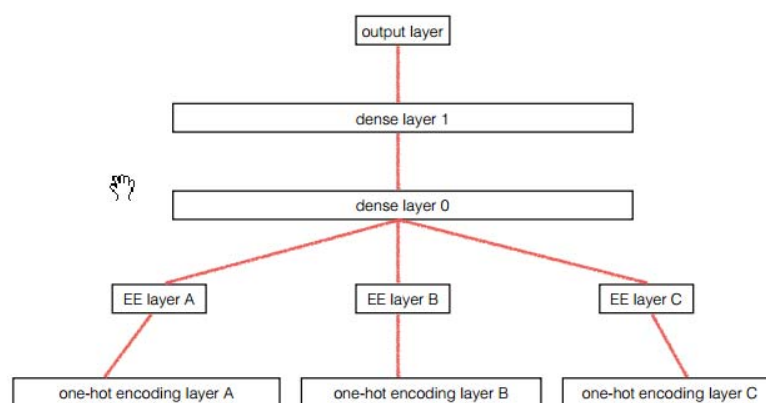 output layer
dense layer 1
dense layer 0
EE layer A
EE layer B
EE layer C
one-hot encoding layer A
one-hot encoding layer B
one-hot encoding layer C